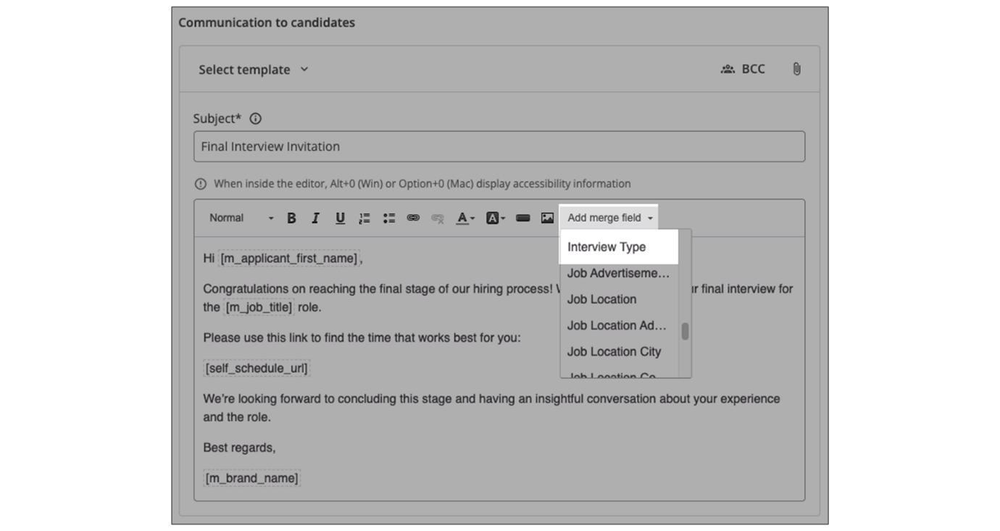 Communication to candidates
Select template
BCC
Subject*
Final Interview Invitation
When inside the editor, Alt+0 (Win) or Option+0 (Mac) display accessibility information
Normal B I U A A Add merge field
Interview Type
Job Advertiseme...
Job Location
Job Location Ad...
Job Location City
Job Location Co
Hi [m_applicant_first_name],
Congratulations on reaching the final stage of our hiring process! final interview for
the [m_job_title] role.
Please use this link to find the time that works best for you:
[self_schedule_url]
We're looking forward to concluding this stage and having an insightful conversation about your experience
and the role.
Best regards,
[m_brand_name]